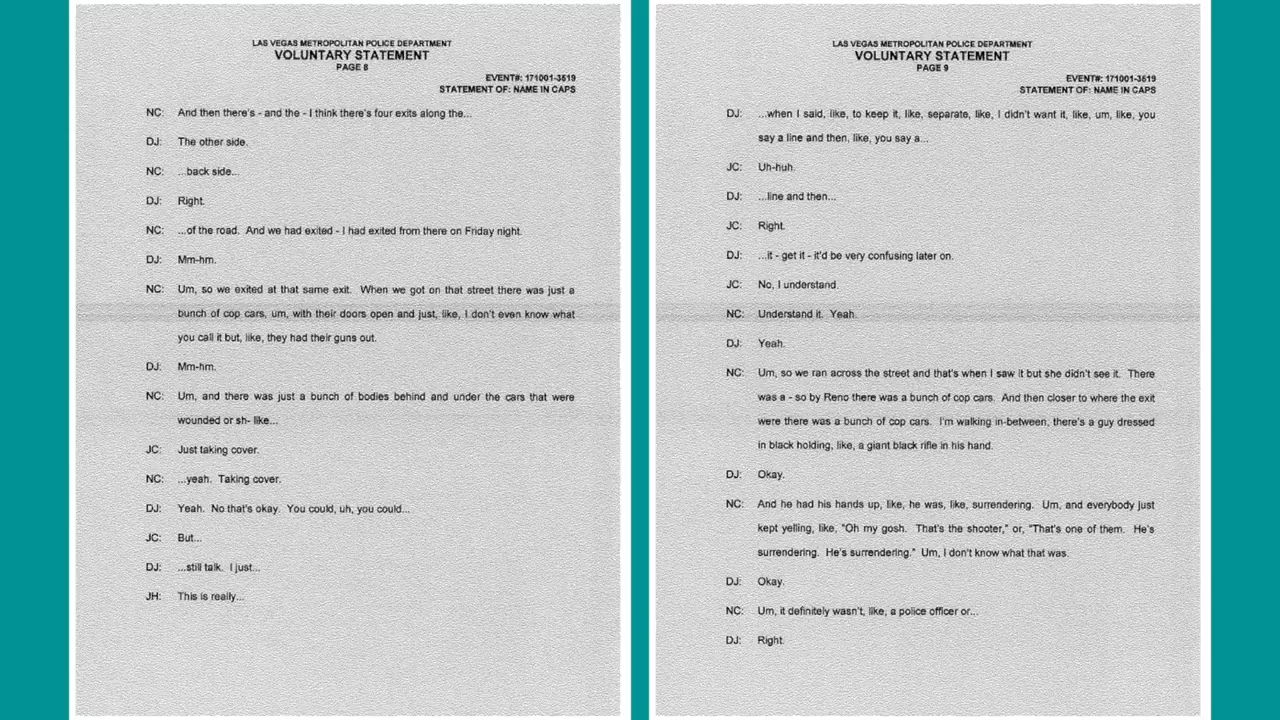 LAS VEGAS METROPOLITAN POLICE DEPARTMENT
VOLUNTARY STATEMENT
PAGE 8
EVENT#: 171001-3519
STATEMENT OF: NAME IN CAPS
NC: And then there's - and the - I think there's four exits along the...
DJ: The other side.
NC: ...back side...
DJ: Right.
NC: ...of the road. And we had exited - I had exited from there on Friday night.
DJ: Mm-hm.
NC: Um, so we exited at that same exit. When we got on that street there was just a
bunch of cop cars, um, with their doors open and just, like, I don't even know what
you call it but, like, they had their guns out.
DJ: Mm-hm.
NC: Um, and there was just a bunch of bodies behind and under the cars that were
wounded or sh- like...
JC: Just taking cover.
NC: ...yeah. Taking cover.
DJ: Yeah. No that's okay. You could, uh, you could...
JC: But...
DJ: ...still talk. I just...
JH: This is really...
LAS VEGAS METROPOLITAN POLICE DEPARTMENT
VOLUNTARY STATEMENT
PAGE 9
EVENT#: 171001-3519
STATEMENT OF: NAME IN CAPS
DJ: ...when I said, like, to keep it, like, separate, like, I didn't want it, like, um, like, you
say a line and then, like, you say a...
JC: Uh-huh.
DJ: ...line and then...
JC: Right.
DJ: ...it - get it - it'd be very confusing later on.
JC: No, I understand.
NC: Understand it. Yeah.
DJ: Yeah.
NC: Um, so we ran across the street and that's when I saw it but she didn't see it. There
was a - so by Reno there was a bunch of cop cars. And then closer to where the exit
were there was a bunch of cop cars. I'm walking in-between, there's a guy dressed
in black holding, like, a giant black rifle in his hand.
DJ: Okay.
NC: And he had his hands up, like, he was, like, surrendering. Um, and everybody just
kept yelling, like, "Oh my gosh. That's the shooter," or, "That's one of them. He's
surrendering. He's surrendering." Um, I don't know what that was.
DJ: Okay.
NC: Um, it definitely wasn't, like, a police officer or...
DJ: Right.